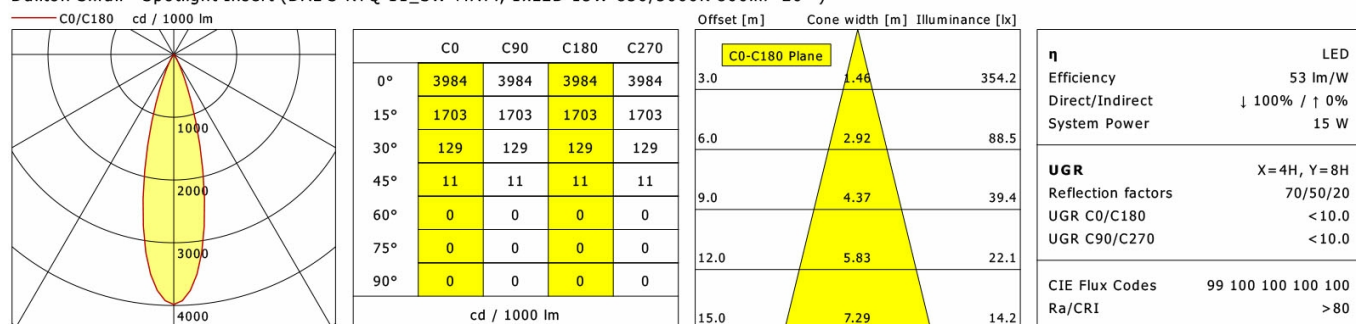 C0/C180 cd / 1000 lm
1000
2000
3000
4000
C0 C90 C180 C270
0° 3984 3984 3984 3984
15° 1703 1703 1703 1703
30° 129 129 129 129
45° 11 11 11 11
60° 0 0 0 0
75° 0 0 0 0
90° 0 0 0 0
cd / 1000 lm
Offset [m] Cone width [m] Illuminance [lx]
C0-C180 Plane
3.0 1.46 354.2
6.0 2.92 88.5
9.0 4.37 39.4
12.0 5.83 22.1
15.0 7.29 14.2
η LED
Efficiency 53 lm/W
Direct/Indirect ↓ 100% / ↑ 0%
System Power 15 W
UGR X=4H, Y=8H
Reflection factors 70/50/20
UGR C0/C180 <10.0
UGR C90/C270 <10.0
CIE Flux Codes 99 100 100 100 100
Ra/CRI >80